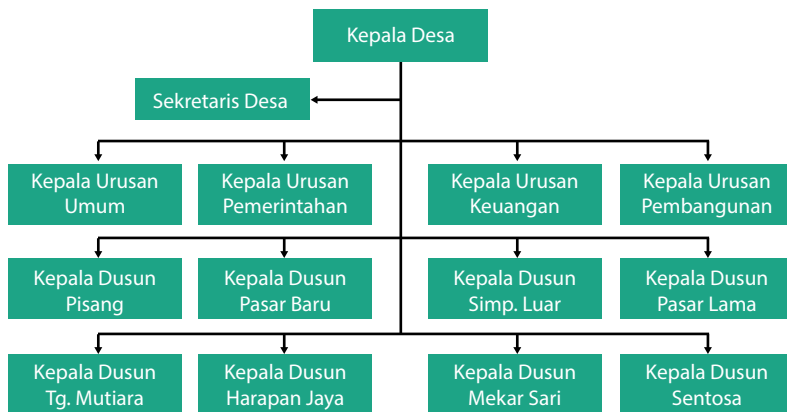 Kepala Desa
Sekretaris Desa
Kepala Urusan
Umum
Kepala Urusan
Pemerintahan
Kepala Urusan
Keuangan
Kepala Urusan
Pembangunan
Kepala Dusun
Pisang
Kepala Dusun
Pasar Baru
Kepala Dusun
Simp. Luar
Kepala Dusun
Pasar Lama
Kepala Dusun
Tg. Mutiara
Kepala Dusun
Harapan Jaya
Kepala Dusun
Mekar Sari
Kepala Dusun
Sentosa